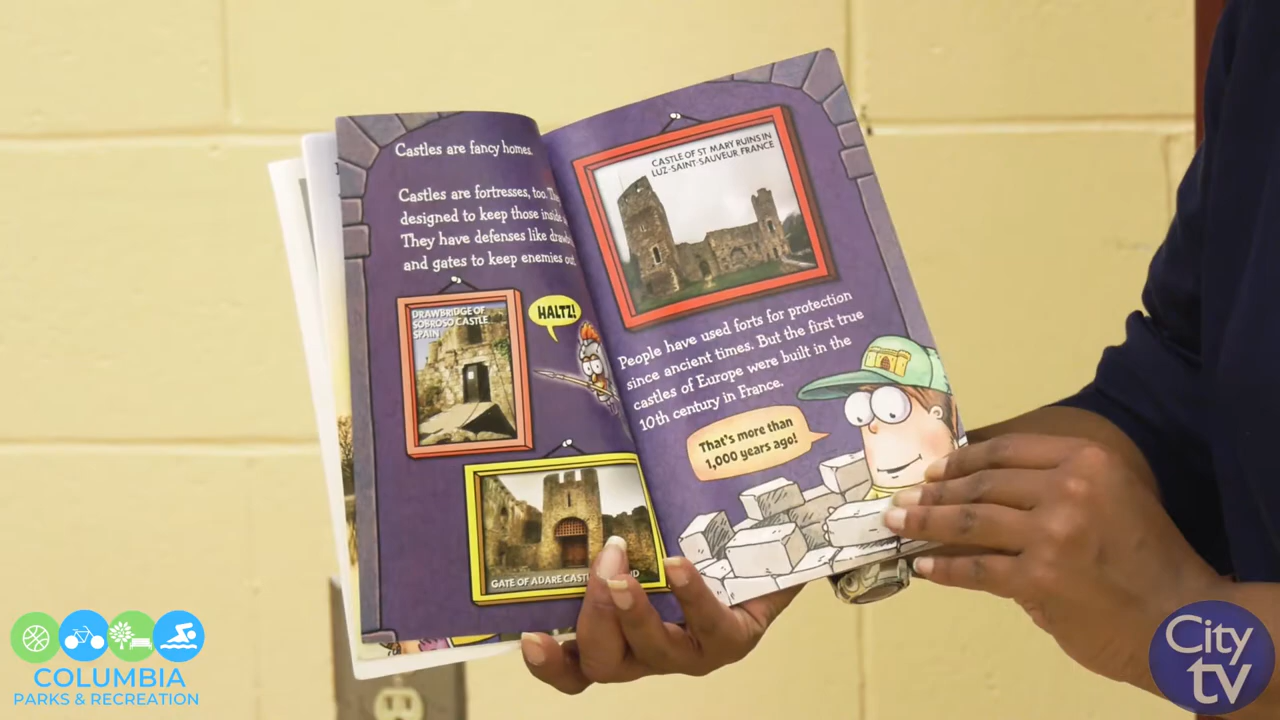 Castles are fancy homes.
Castles are fortresses, too.
designed to keep those inside
They have defenses like
and gates to keep enemies out.
DRAWBRIDGE OF
SOBROSO CASTLE,
SPAIN
HALTZ!
GATE OF ADARE
CASTLE OF ST MARY RUINS IN
LUZ-SAINT-SAUVEUR, FRANCE
People have used forts for protection
since ancient times. But the first true
castles of Europe were built in the
10th century in France.
That's more than
1,000 years ago!
COLUMBIA
PARKS & RECREATION
City
tv